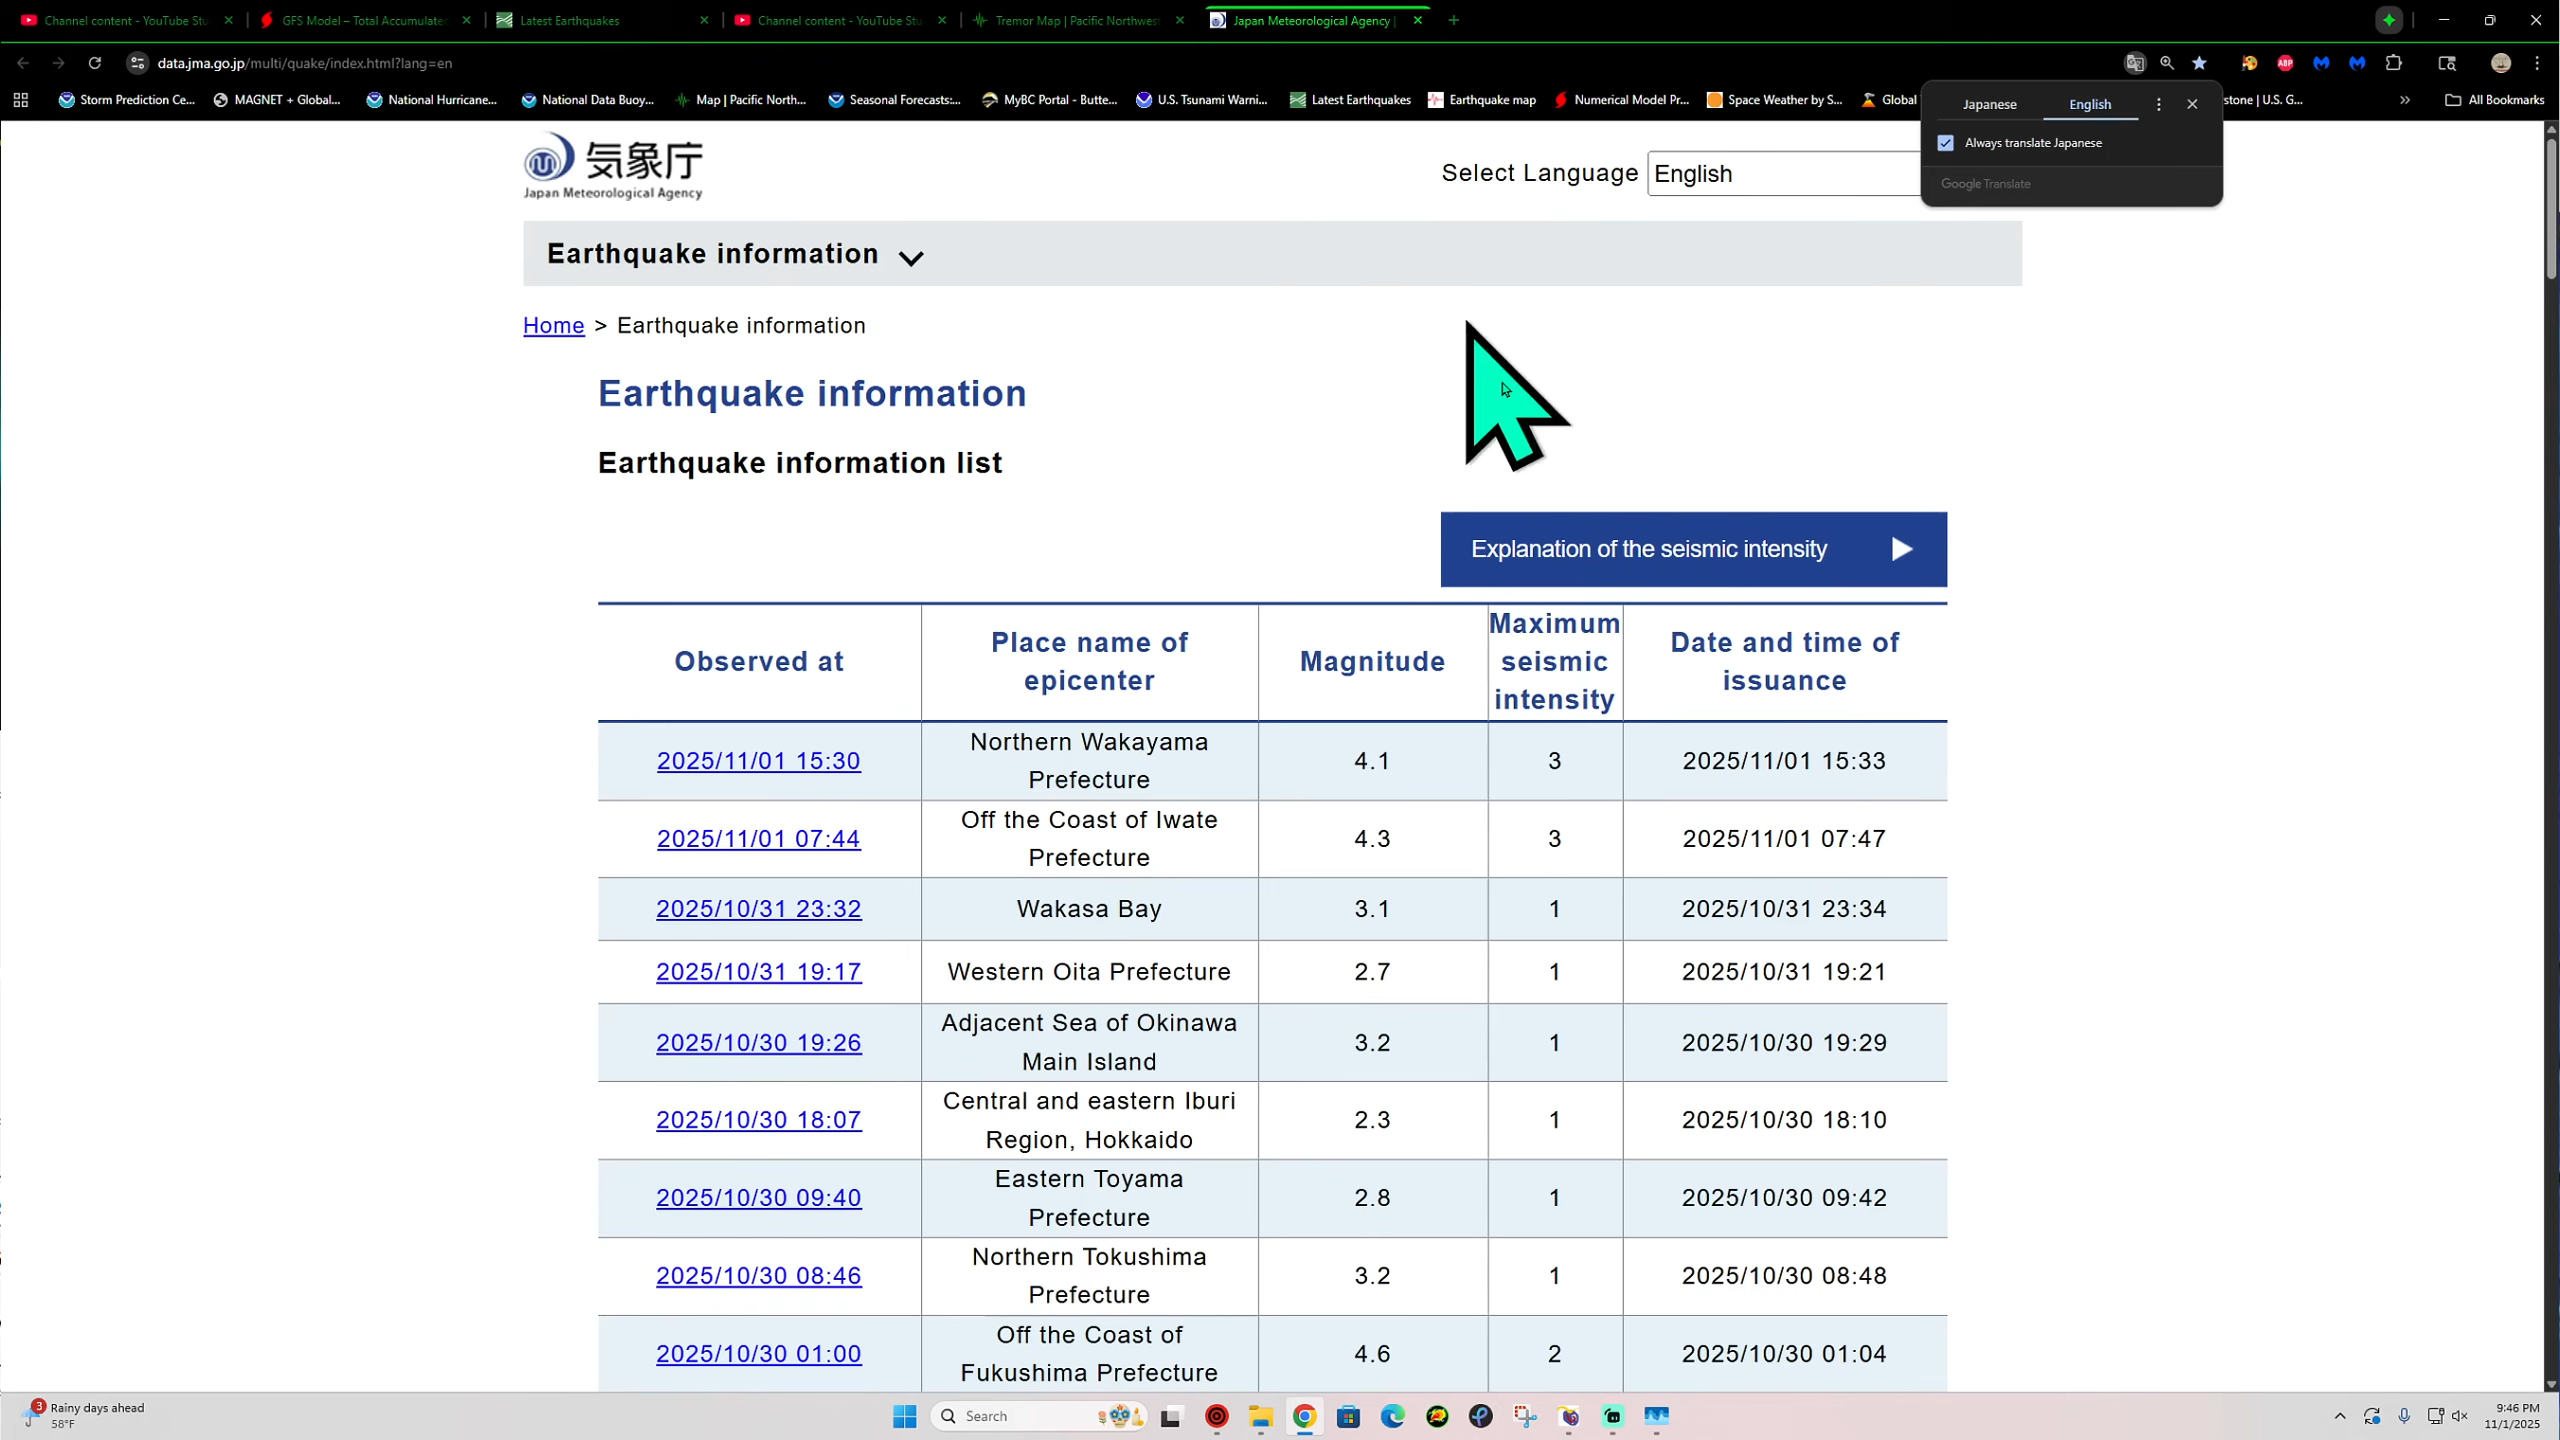 Channel content - YouTube Stu
GFS Model – Total Accumulate
Latest Earthquakes
Channel content - YouTube Stu
Tremor Map | Pacific Northwest
Japan Meteorological Agency |
data.jma.go.jp/multi/quake/index.html?lang=en
Storm Prediction Ce...
MAGNET + Global...
National Hurricane...
National Data Buoy...
Map | Pacific North...
Seasonal Forecasts:...
MyBC Portal - Butte...
U.S. Tsunami Warni...
Latest Earthquakes
Earthquake map
Numerical Model Pr...
Space Weather by S...
Global
stone | U.S. G...
All Bookmarks
Japanese
English
Always translate Japanese
Google Translate
気象庁
Japan Meteorological Agency
Select Language
English
Earthquake information
Home > Earthquake information
Earthquake information
Earthquake information list
Explanation of the seismic intensity
Observed at
Place name of
epicenter
Magnitude
Maximum
seismic
intensity
Date and time of
issuance
2025/11/01 15:30
Northern Wakayama
Prefecture
4.1
3
2025/11/01 15:33
2025/11/01 07:44
Off the Coast of Iwate
Prefecture
4.3
3
2025/11/01 07:47
2025/10/31 23:32
Wakasa Bay
3.1
1
2025/10/31 23:34
2025/10/31 19:17
Western Oita Prefecture
2.7
1
2025/10/31 19:21
2025/10/30 19:26
Adjacent Sea of Okinawa
Main Island
3.2
1
2025/10/30 19:29
2025/10/30 18:07
Central and eastern Iburi
Region, Hokkaido
2.3
1
2025/10/30 18:10
2025/10/30 09:40
Eastern Toyama
Prefecture
2.8
1
2025/10/30 09:42
2025/10/30 08:46
Northern Tokushima
Prefecture
3.2
1
2025/10/30 08:48
2025/10/30 01:00
Off the Coast of
Fukushima Prefecture
4.6
2
2025/10/30 01:04
3
Rainy days ahead
58°F
Search
9:46 PM
11/1/2025